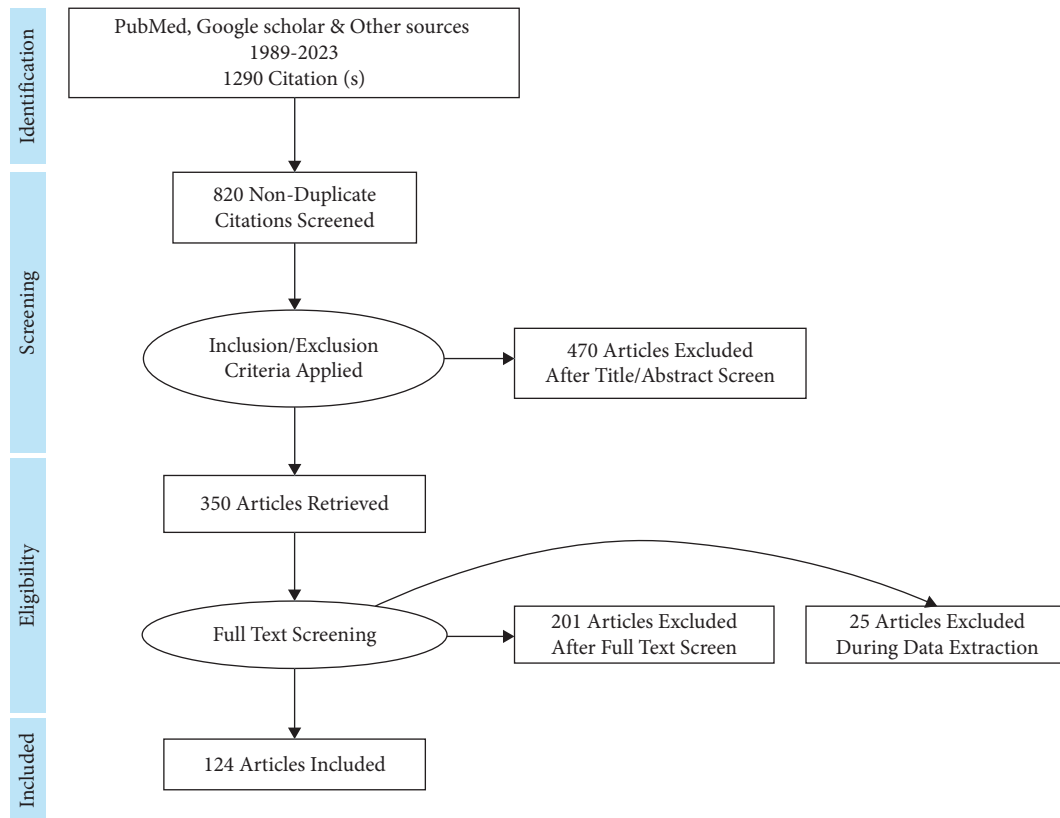 Identification
PubMed, Google scholar & Other sources
1989-2023
1290 Citation (s)
Screening
820 Non-Duplicate
Citations Screened
Inclusion/Exclusion
Criteria Applied
470 Articles Excluded
After Title/Abstract Screen
Eligibility
350 Articles Retrieved
Full Text Screening
201 Articles Excluded
After Full Text Screen
25 Articles Excluded
During Data Extraction
Included
124 Articles Included